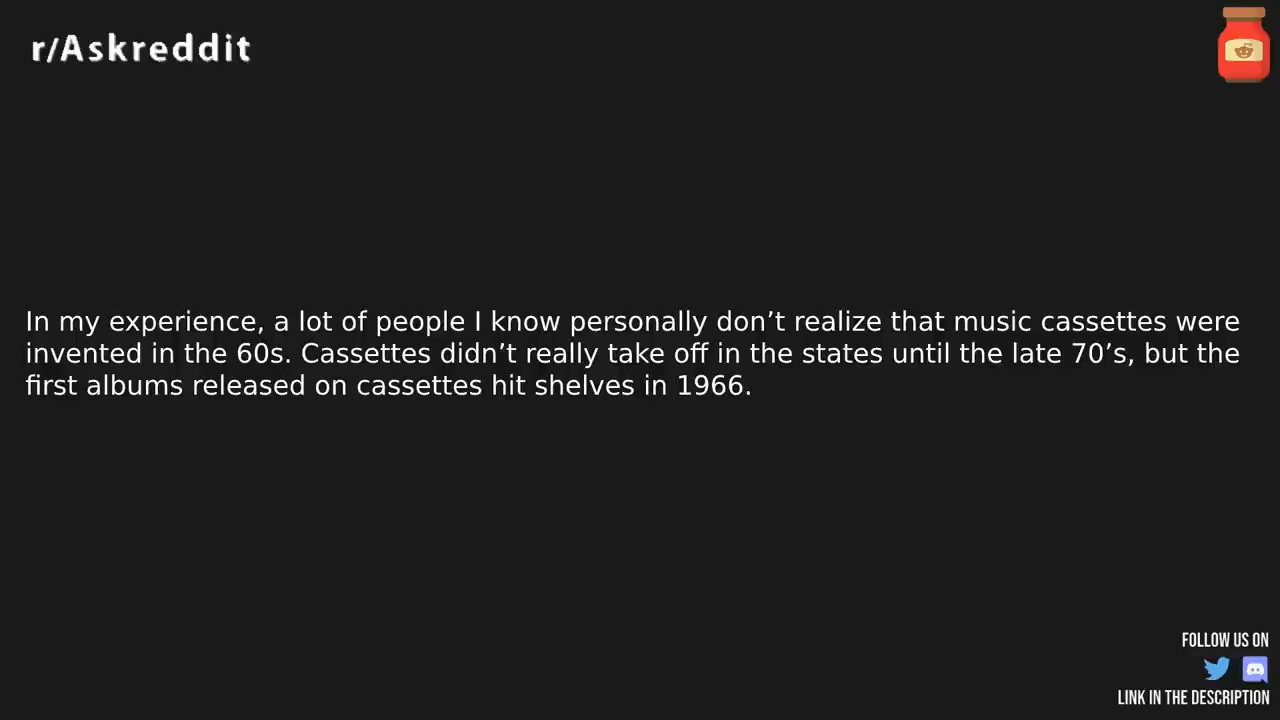 r/Askreddit
In my experience, a lot of people I know personally don’t realize that music cassettes were
invented in the 60s. Cassettes didn’t really take off in the states until the late 70’s, but the
first albums released on cassettes hit shelves in 1966.
FOLLOW US ON
LINK IN THE DESCRIPTION